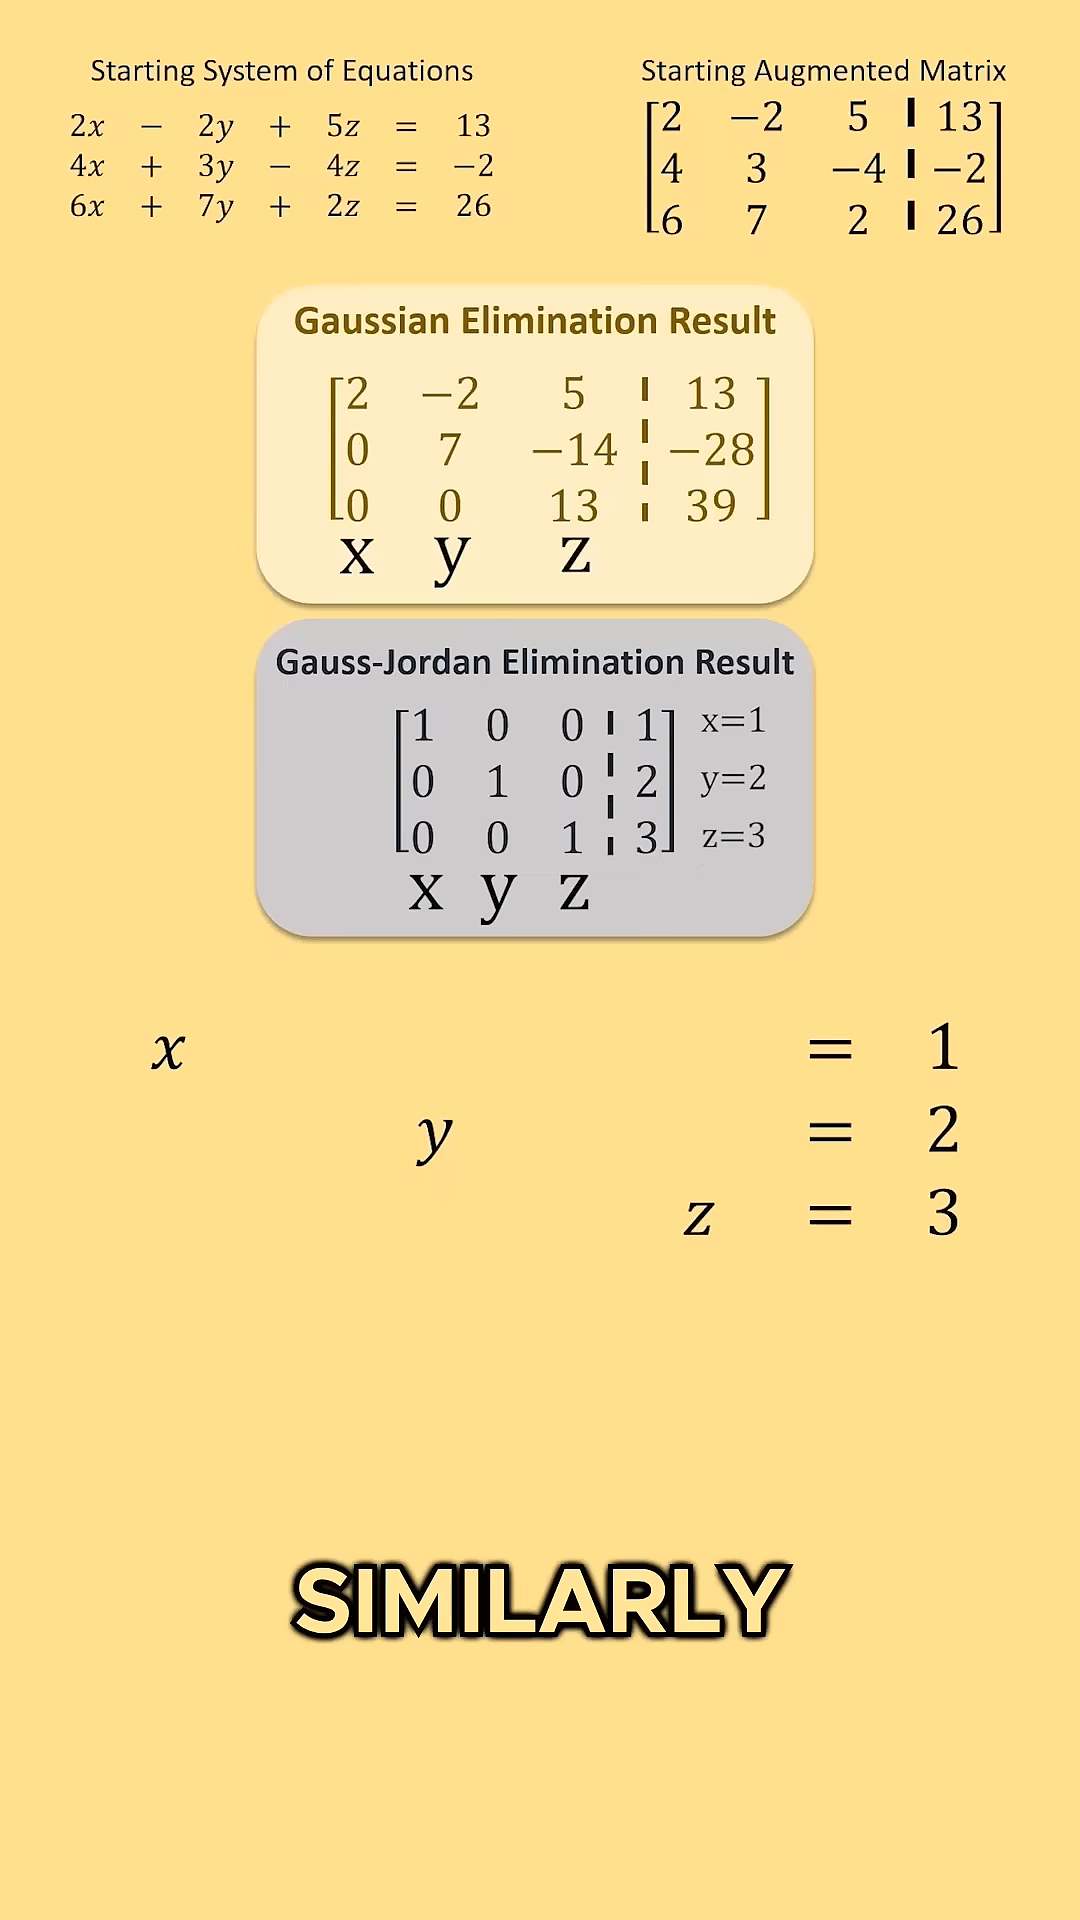 Starting System of Equations
2x − 2y + 5z = 13
4x + 3y − 4z = −2
6x + 7y + 2z = 26
Starting Augmented Matrix
[2 −2 5 | 13]
[4 3 −4 | −2]
[6 7 2 | 26]
Gaussian Elimination Result
[2 −2 5 | 13]
[0 7 −14 | −28]
[0 0 13 | 39]
x y z
Gauss-Jordan Elimination Result
[1 0 0 | 1] x=1
[0 1 0 | 2] y=2
[0 0 1 | 3] z=3
x y z
x = 1
y = 2
z = 3
SIMILARLY